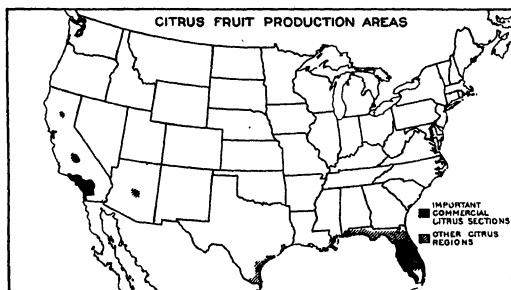 CITRUS FRUIT PRODUCTION AREAS
IMPORTANT
COMMERCIAL
CITRUS SECTIONS
OTHER CITRUS
REGIONS